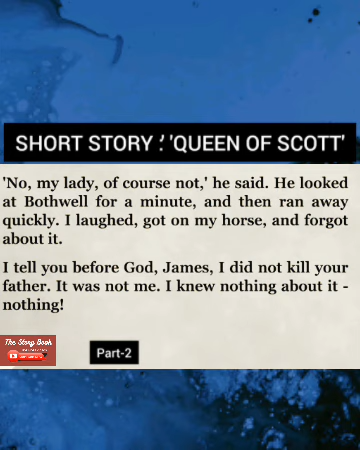 SHORT STORY :' 'QUEEN OF SCOTT'
'No, my lady, of course not,' he said. He looked
at Bothwell for a minute, and then ran away
quickly. I laughed, got on my horse, and forgot
about it.
I tell you before God, James, I did not kill your
father. It was not me. I knew nothing about it -
nothing!
The Story Book
Part-2